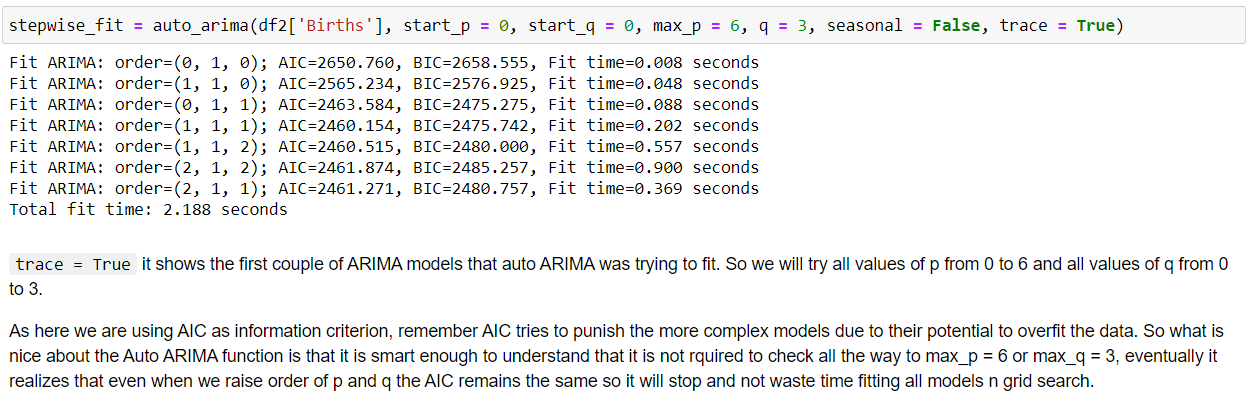 stepwise_fit = auto_arima(df2['Births'], start_p = 0, start_q = 0, max_p = 6, q = 3, seasonal = False, trace = True)
Fit ARIMA: order=(0, 1, 0); AIC=2650.760, BIC=2658.555, Fit time=0.008 seconds
Fit ARIMA: order=(1, 1, 0); AIC=2565.234, BIC=2576.925, Fit time=0.048 seconds
Fit ARIMA: order=(0, 1, 1); AIC=2463.584, BIC=2475.275, Fit time=0.088 seconds
Fit ARIMA: order=(1, 1, 1); AIC=2460.154, BIC=2475.742, Fit time=0.202 seconds
Fit ARIMA: order=(1, 1, 2); AIC=2460.515, BIC=2480.000, Fit time=0.557 seconds
Fit ARIMA: order=(2, 1, 2); AIC=2461.874, BIC=2485.257, Fit time=0.900 seconds
Fit ARIMA: order=(2, 1, 1); AIC=2461.271, BIC=2480.757, Fit time=0.369 seconds
Total fit time: 2.188 seconds
trace = True it shows the first couple of ARIMA models that auto ARIMA was trying to fit. So we will try all values of p from 0 to 6 and all values of q from 0
to 3.
As here we are using AIC as information criterion, remember AIC tries to punish the more complex models due to their potential to overfit the data. So what is
nice about the Auto ARIMA function is that it is smart enough to understand that it is not rquired to check all the way to max_p = 6 or max_q = 3, eventually it
realizes that even when we raise order of p and q the AIC remains the same so it will stop and not waste time fitting all models n grid search.